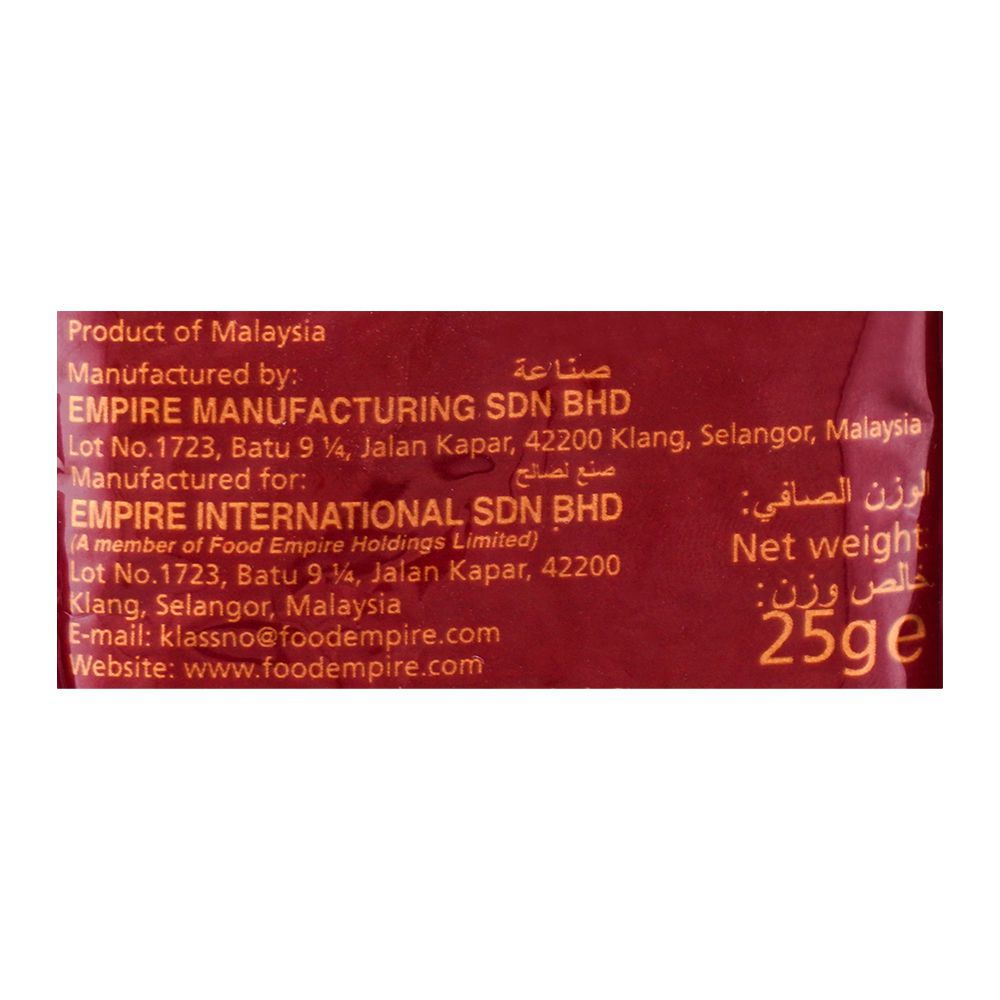 Product of Malaysia
Manufactured by: صناعة
EMPIRE MANUFACTURING SDN BHD
Lot No.1723, Batu 9 ¼, Jalan Kapar, 42200 Klang, Selangor, Malaysia
Manufactured for: صنع لصالح
EMPIRE INTERNATIONAL SDN BHD
(A member of Food Empire Holdings Limited)
Lot No.1723, Batu 9 ¼, Jalan Kapar, 42200
Klang, Selangor, Malaysia
E-mail: klassno@foodempire.com
Website: www.foodempire.com
الوزن الصافي:
Net weight:
خالص وزن:
25g℮